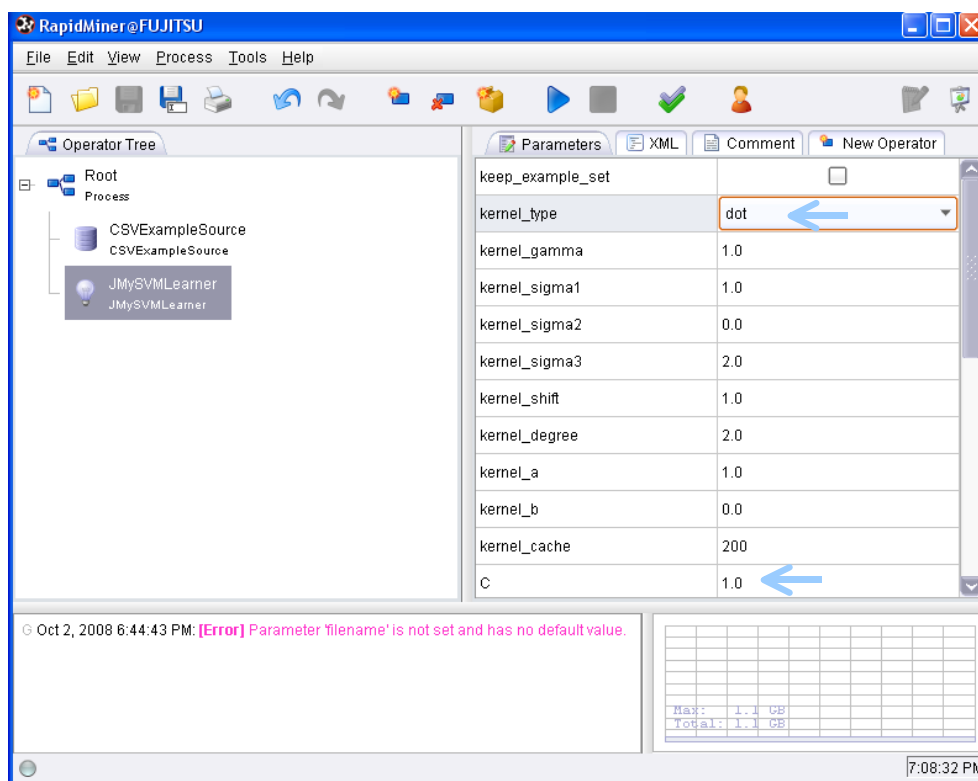 RapidMiner@FUJITSU
File Edit View Process Tools Help
Operator Tree
Root
Process
CSVExampleSource
CSVExampleSource
JMySVMLearner
JMySVMLearner
Parameters XML Comment New Operator
keep_example_set
kernel_type dot
kernel_gamma 1.0
kernel_sigma1 1.0
kernel_sigma2 0.0
kernel_sigma3 2.0
kernel_shift 1.0
kernel_degree 2.0
kernel_a 1.0
kernel_b 0.0
kernel_cache 200
C 1.0
G Oct 2, 2008 6:44:43 PM: [Error] Parameter 'filename' is not set and has no default value.
Max: 1.1 GB
Total: 1.1 GB
7:08:32 PM